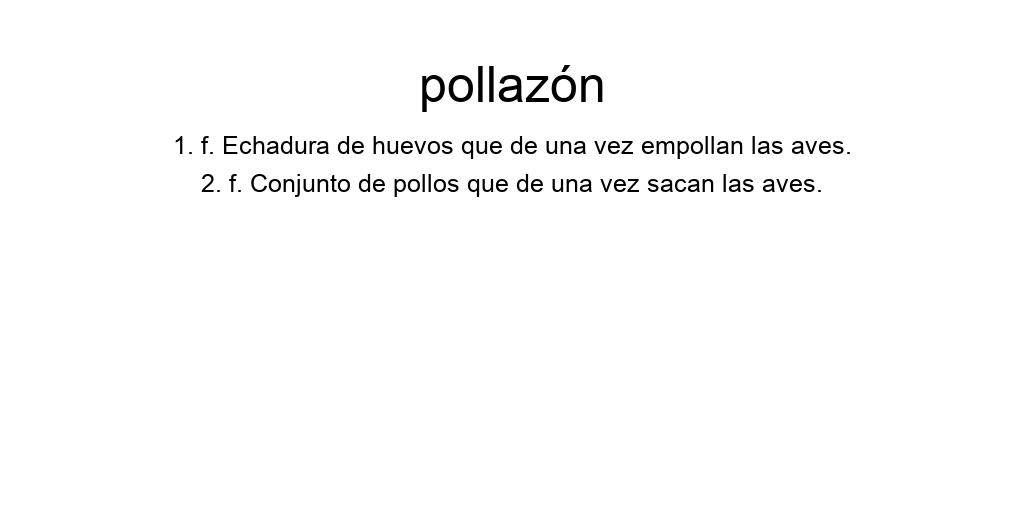 pollazón
1. f. Echadura de huevos que de una vez empollan las aves.
2. f. Conjunto de pollos que de una vez sacan las aves.